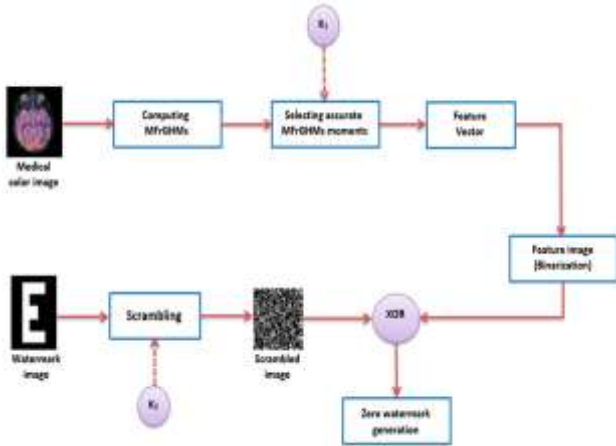 K₁
Computing
MFrGHMs
Selecting accurate
MFrGHMs moments
Feature
Vector
Medical
color image
Feature image
(Binarization)
E
Scrambling
XOR
Watermark
image
Scrambled
image
K₂
Zero watermark
generation